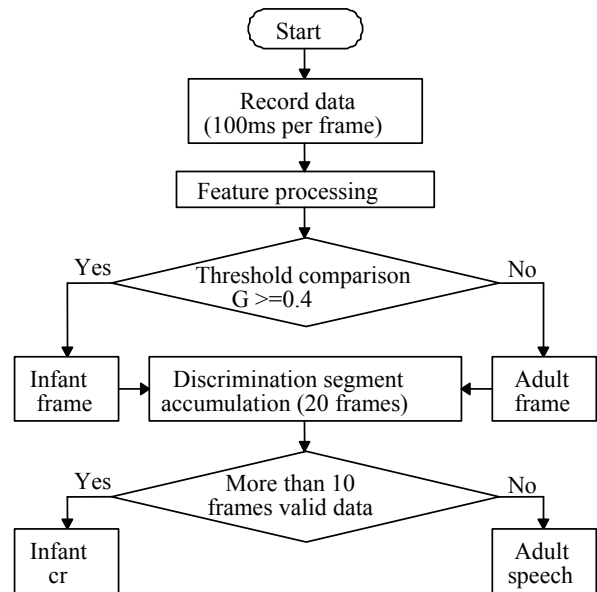 Start
Record data
(100ms per frame)
Feature processing
Yes
Threshold comparison
G >=0.4
No
Infant
frame
Discrimination segment
accumulation (20 frames)
Adult
frame
Yes
More than 10
frames valid data
No
Infant
cr
Adult
speech